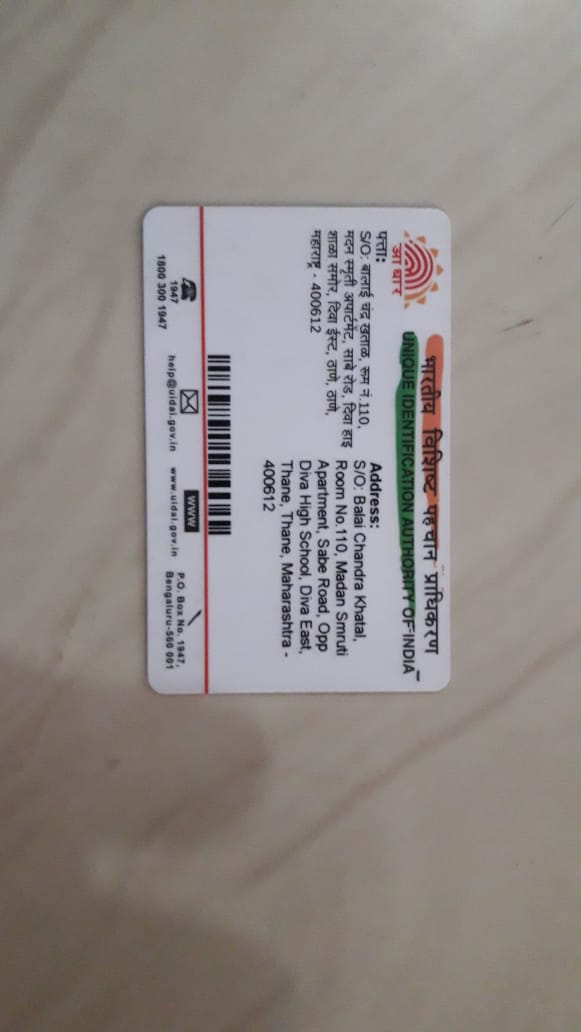 भारतीय विशिष्ट पहचान प्राधिकरण
UNIQUE IDENTIFICATION AUTHORITY OF INDIA
आधार
पत्ता:
S/O: बालाई चंद्र खताळ, रूम नं.110,
मदन स्मृती अपार्टमेंट, साबे रोड, दिवा हाइ
शाळा समोर, दिवा ईस्ट, ठाणे, ठाणे,
महाराष्ट्र - 400612
Address:
S/O: Balai Chandra Khatal,
Room No.110, Madan Smruti
Apartment, Sabe Road, Opp
Diva High School, Diva East,
Thane, Thane, Maharashtra -
400612
1947
1800 300 1947
help@uidai.gov.in
www
www.uidai.gov.in
P.O. Box No. 1947,
Bengaluru-560 001